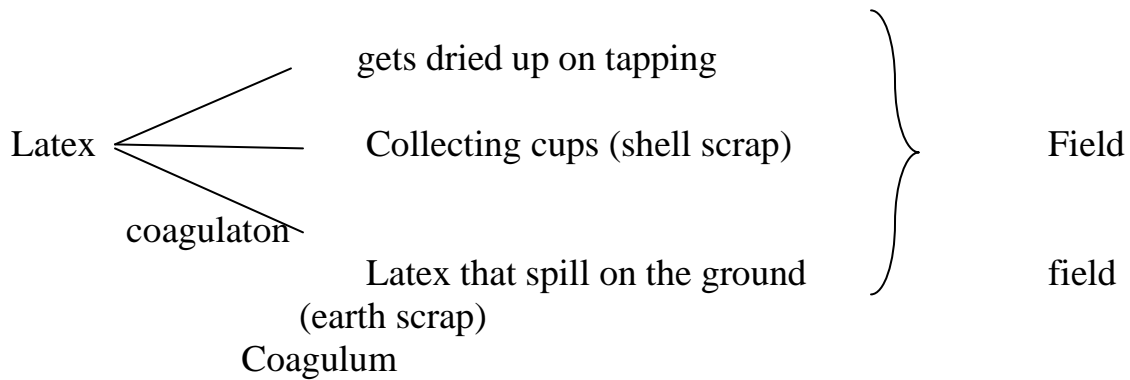 gets dried up on tapping
Latex Collecting cups (shell scrap) Field
coagulaton
Latex that spill on the ground field
(earth scrap)
Coagulum